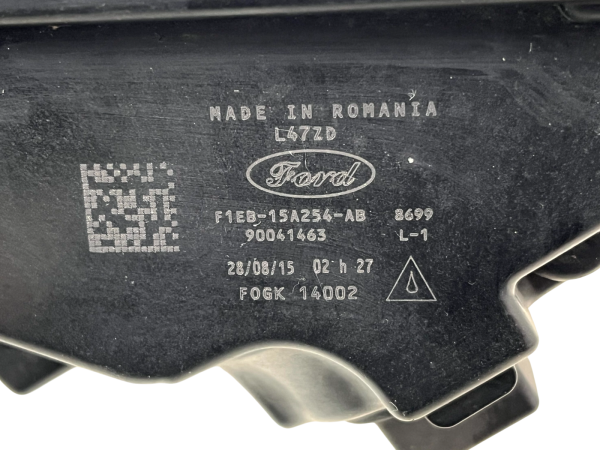 MADE IN ROMANIA
L47ZD
Ford
F1EB-15A254-AB 8699
90041463 L-1
28/08/15 02 h 27
FOGK 14002